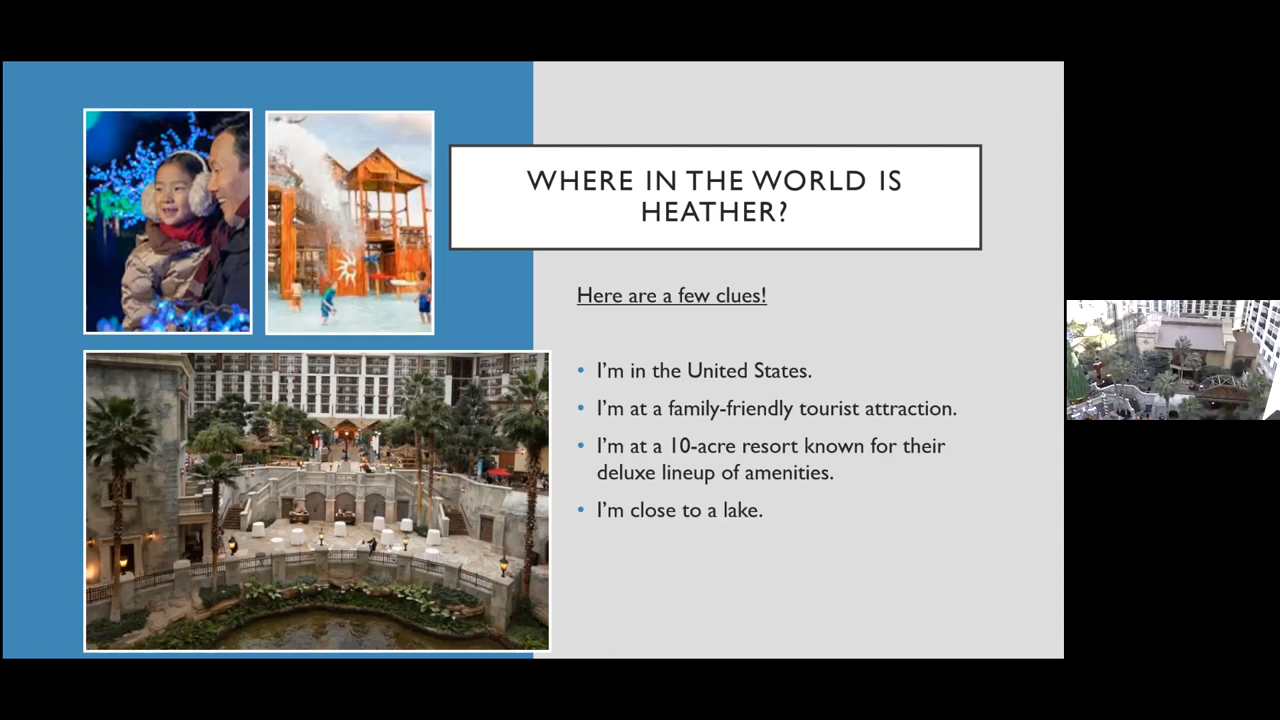 WHERE IN THE WORLD IS
HEATHER?
Here are a few clues!
• I'm in the United States.
• I'm at a family-friendly tourist attraction.
• I'm at a 10-acre resort known for their
deluxe lineup of amenities.
• I'm close to a lake.